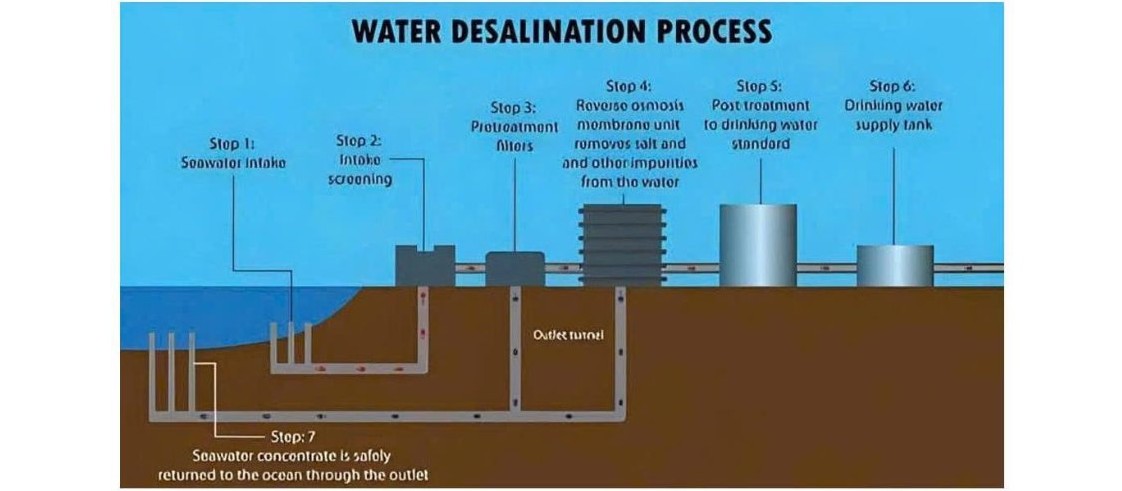 WATER DESALINATION PROCESS
Step 1:
Seawater Intake
Step 2:
Intake
screening
Step 3:
Pretreatment
filters
Step 4:
Reverse osmosis
membrane unit
removes salt and
and other impurities
from the water
Step 5:
Post treatment
to drinking water
standard
Step 6:
Drinking water
supply tank
Outlet tunnel
Step: 7
Seawater concentrate is safely
returned to the ocean through the outlet